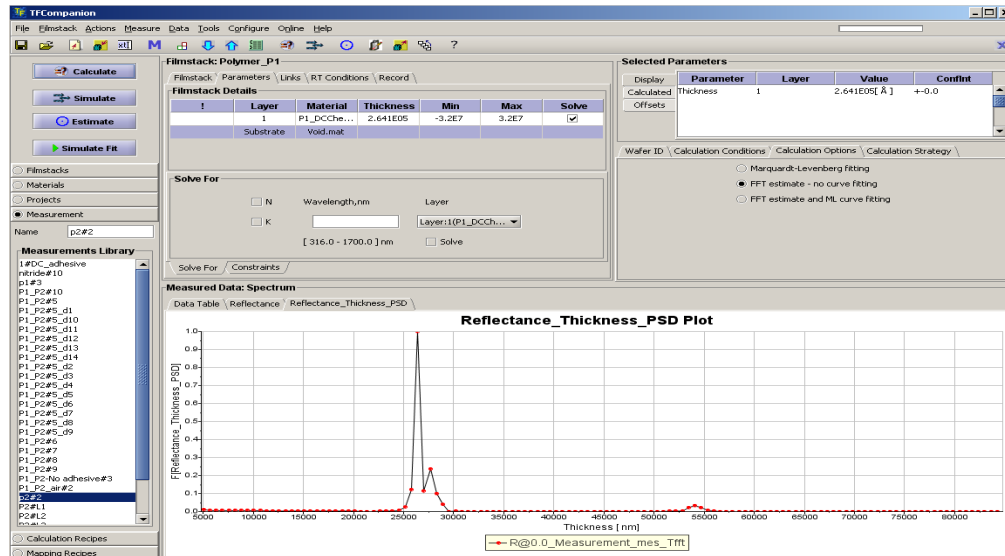 TFCompanion
File Filmstack Actions Measure Data Tools Configure Online Help
xtl M ?
Calculate
Simulate
Estimate
Simulate Fit
Filmstacks
Materials
Projects
Measurement
Name p2#2
Measurements Library
1#DC_adhesive
nitride#10
p1#3
P1_P2#10
P1_P2#5
P1_P2#5_d1
P1_P2#5_d10
P1_P2#5_d11
P1_P2#5_d12
P1_P2#5_d13
P1_P2#5_d14
P1_P2#5_d2
P1_P2#5_d3
P1_P2#5_d4
P1_P2#5_d5
P1_P2#5_d6
P1_P2#5_d7
P1_P2#5_d8
P1_P2#5_d9
P1_P2#6
P1_P2#7
P1_P2#8
P1_P2#9
P1_P2-No adhesive#3
P1_P2_air#2
p2#2
P2#L1
P2#L2
P2#L3
Calculation Recipes
Mapping Recipes
Filmstack: Polymer_P1
Filmstack Parameters Links RT Conditions Record
Filmstack Details
! Layer Material Thickness Min Max Solve
1 P1_DCChe... 2.641E05 -3.2E7 3.2E7
Substrate Void.mat
Solve For
N Wavelength,nm Layer
K Layer:1(P1_DCCh...
[ 316.0 - 1700.0 ] nm Solve
Solve For Constraints
Selected Parameters
Display Parameter Layer Value ConfInt
Calculated Thickness 1 2.641E05[ Å ] +-0.0
Offsets
Wafer ID Calculation Conditions Calculation Options Calculation Strategy
Marquardt-Levenberg fitting
FFT estimate - no curve fitting
FFT estimate and ML curve fitting
Measured Data: Spectrum
Data Table Reflectance Reflectance_Thickness_PSD
Reflectance_Thickness_PSD Plot
F[Reflectance_Thickness_PSD]
1.0
0.9
0.8
0.7
0.6
0.5
0.4
0.3
0.2
0.1
0.0
5000 10000 15000 20000 25000 30000 35000 40000 45000 50000 55000 60000 65000 70000 75000 80000
Thickness [ nm]
R@0.0_Measurement_mes_Tfft